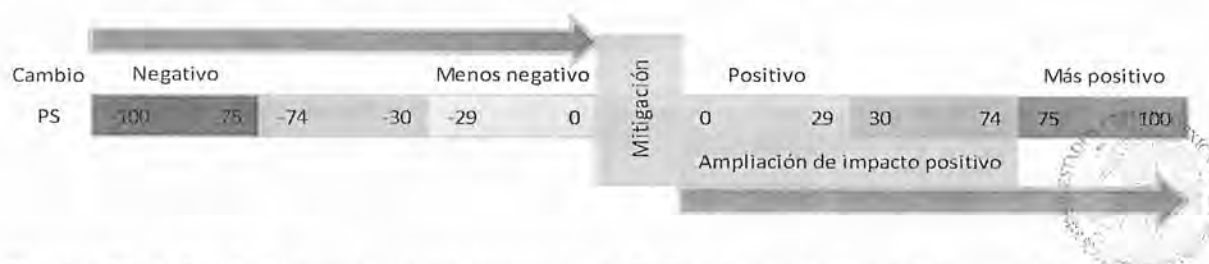 Cambio Negativo Menos negativo Positivo Más positivo
PS -100 -75 -74 -30 -29 0 0 29 30 74 75 100
Mitigación
Ampliación de impacto positivo